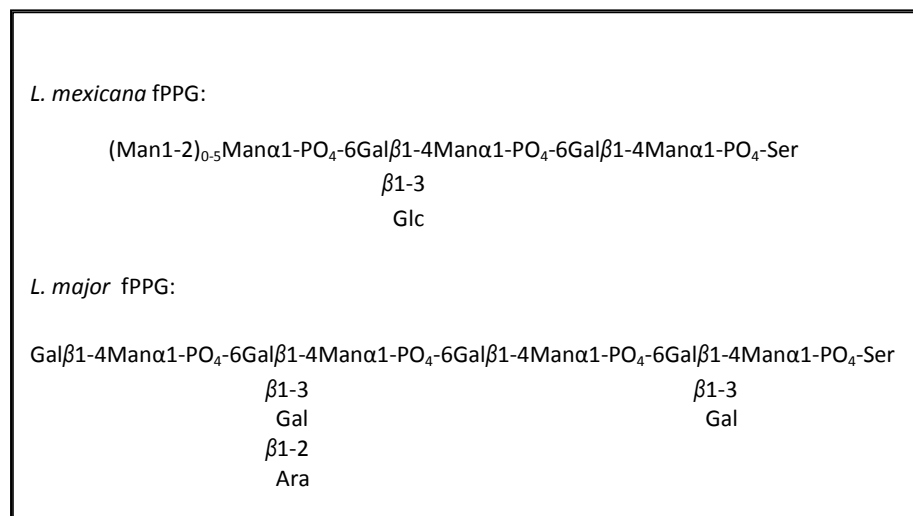 L. mexicana fPPG:
(Man1-2)₀₋₅Manα1-PO₄-6Galβ1-4Manα1-PO₄-6Galβ1-4Manα1-PO₄-Ser
β1-3
Glc
L. major fPPG:
Galβ1-4Manα1-PO₄-6Galβ1-4Manα1-PO₄-6Galβ1-4Manα1-PO₄-6Galβ1-4Manα1-PO₄-Ser
β1-3 β1-3
Gal Gal
β1-2
Ara